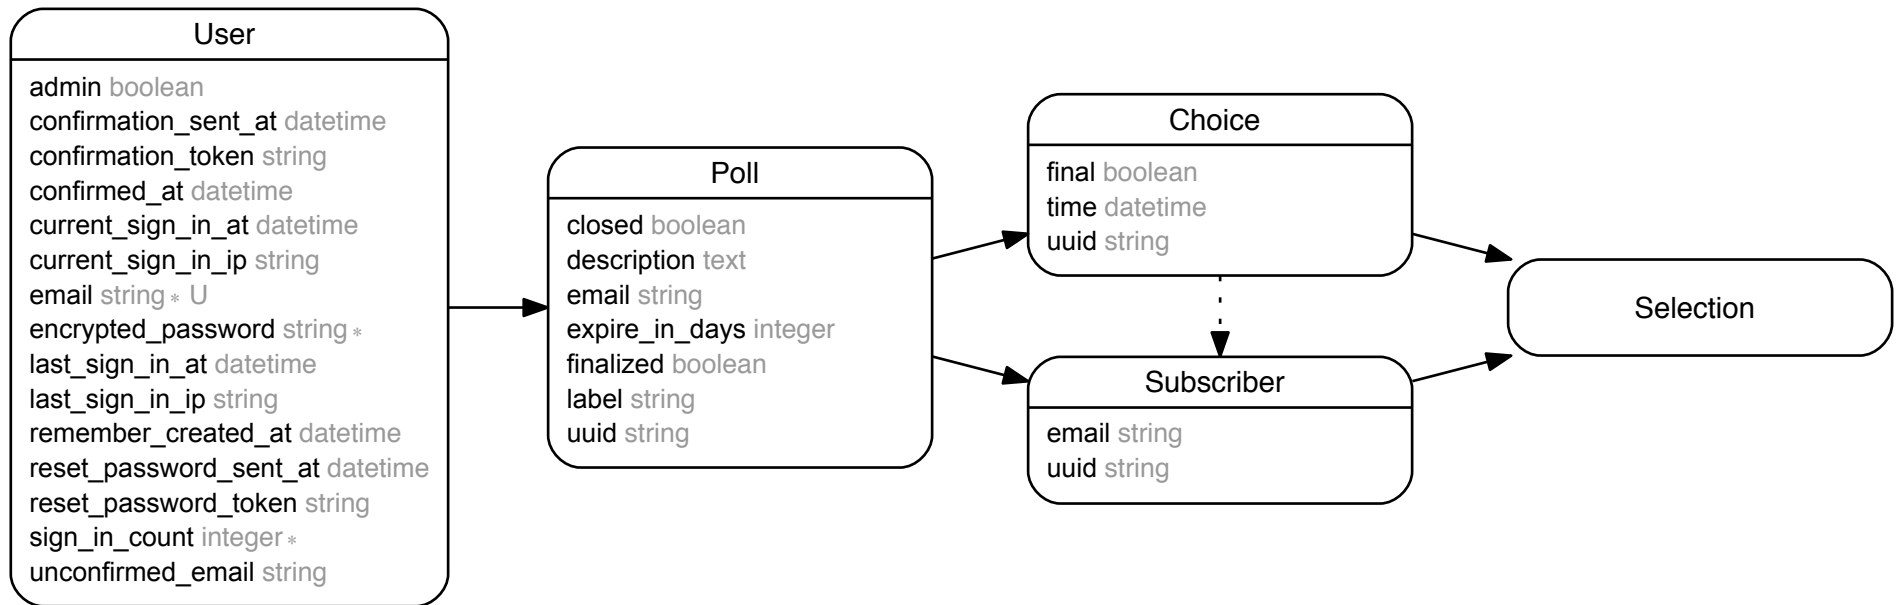 User
admin boolean
confirmation_sent_at datetime
confirmation_token string
confirmed_at datetime
current_sign_in_at datetime
current_sign_in_ip string
email string ∗ U
encrypted_password string ∗
last_sign_in_at datetime
last_sign_in_ip string
remember_created_at datetime
reset_password_sent_at datetime
reset_password_token string
sign_in_count integer ∗
unconfirmed_email string
Poll
closed boolean
description text
email string
expire_in_days integer
finalized boolean
label string
uuid string
Choice
final boolean
time datetime
uuid string
Subscriber
email string
uuid string
Selection